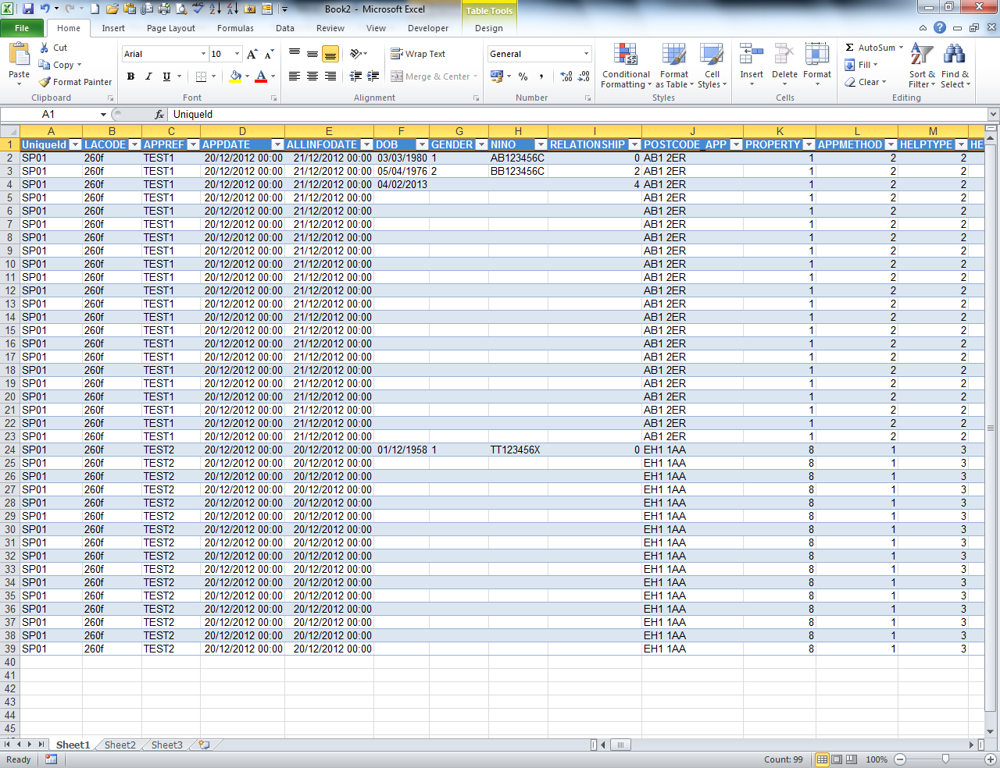 Book2 - Microsoft Excel
Table Tools
File Home Insert Page Layout Formulas Data Review View Developer Design
Paste Cut Copy Format Painter Clipboard
Arial 10 A A B I U A Font
Wrap Text Merge & Center Alignment
General % , .00 Number
Conditional Formatting Format as Table Cell Styles Styles
Insert Delete Format Cells
Σ AutoSum Fill Clear Sort & Filter Find & Select Editing
A1 fx UniqueId
A B C D E F G H I J K L M
1 UniqueId LACODE APPREF APPDATE ALLINFODATE DOB GENDER NINO RELATIONSHIP POSTCODE_APP PROPERTY APPMETHOD HELPTYPE HE
2 SP01 260f TEST1 20/12/2012 00:00 21/12/2012 00:00 03/03/1980 1 AB123456C 0 AB1 2ER 1 2 2
3 SP01 260f TEST1 20/12/2012 00:00 21/12/2012 00:00 05/04/1976 2 BB123456C 2 AB1 2ER 1 2 2
4 SP01 260f TEST1 20/12/2012 00:00 21/12/2012 00:00 04/02/2013 4 AB1 2ER 1 2 2
5 SP01 260f TEST1 20/12/2012 00:00 21/12/2012 00:00 AB1 2ER 1 2 2
6 SP01 260f TEST1 20/12/2012 00:00 21/12/2012 00:00 AB1 2ER 1 2 2
7 SP01 260f TEST1 20/12/2012 00:00 21/12/2012 00:00 AB1 2ER 1 2 2
8 SP01 260f TEST1 20/12/2012 00:00 21/12/2012 00:00 AB1 2ER 1 2 2
9 SP01 260f TEST1 20/12/2012 00:00 21/12/2012 00:00 AB1 2ER 1 2 2
10 SP01 260f TEST1 20/12/2012 00:00 21/12/2012 00:00 AB1 2ER 1 2 2
11 SP01 260f TEST1 20/12/2012 00:00 21/12/2012 00:00 AB1 2ER 1 2 2
12 SP01 260f TEST1 20/12/2012 00:00 21/12/2012 00:00 AB1 2ER 1 2 2
13 SP01 260f TEST1 20/12/2012 00:00 21/12/2012 00:00 AB1 2ER 1 2 2
14 SP01 260f TEST1 20/12/2012 00:00 21/12/2012 00:00 AB1 2ER 1 2 2
15 SP01 260f TEST1 20/12/2012 00:00 21/12/2012 00:00 AB1 2ER 1 2 2
16 SP01 260f TEST1 20/12/2012 00:00 21/12/2012 00:00 AB1 2ER 1 2 2
17 SP01 260f TEST1 20/12/2012 00:00 21/12/2012 00:00 AB1 2ER 1 2 2
18 SP01 260f TEST1 20/12/2012 00:00 21/12/2012 00:00 AB1 2ER 1 2 2
19 SP01 260f TEST1 20/12/2012 00:00 21/12/2012 00:00 AB1 2ER 1 2 2
20 SP01 260f TEST1 20/12/2012 00:00 21/12/2012 00:00 AB1 2ER 1 2 2
21 SP01 260f TEST1 20/12/2012 00:00 21/12/2012 00:00 AB1 2ER 1 2 2
22 SP01 260f TEST1 20/12/2012 00:00 21/12/2012 00:00 AB1 2ER 1 2 2
23 SP01 260f TEST1 20/12/2012 00:00 21/12/2012 00:00 AB1 2ER 1 2 2
24 SP01 260f TEST2 20/12/2012 00:00 20/12/2012 00:00 01/12/1958 1 TT123456X 0 EH1 1AA 8 1 3
25 SP01 260f TEST2 20/12/2012 00:00 20/12/2012 00:00 EH1 1AA 8 1 3
26 SP01 260f TEST2 20/12/2012 00:00 20/12/2012 00:00 EH1 1AA 8 1 3
27 SP01 260f TEST2 20/12/2012 00:00 20/12/2012 00:00 EH1 1AA 8 1 3
28 SP01 260f TEST2 20/12/2012 00:00 20/12/2012 00:00 EH1 1AA 8 1 3
29 SP01 260f TEST2 20/12/2012 00:00 20/12/2012 00:00 EH1 1AA 8 1 3
30 SP01 260f TEST2 20/12/2012 00:00 20/12/2012 00:00 EH1 1AA 8 1 3
31 SP01 260f TEST2 20/12/2012 00:00 20/12/2012 00:00 EH1 1AA 8 1 3
32 SP01 260f TEST2 20/12/2012 00:00 20/12/2012 00:00 EH1 1AA 8 1 3
33 SP01 260f TEST2 20/12/2012 00:00 20/12/2012 00:00 EH1 1AA 8 1 3
34 SP01 260f TEST2 20/12/2012 00:00 20/12/2012 00:00 EH1 1AA 8 1 3
35 SP01 260f TEST2 20/12/2012 00:00 20/12/2012 00:00 EH1 1AA 8 1 3
36 SP01 260f TEST2 20/12/2012 00:00 20/12/2012 00:00 EH1 1AA 8 1 3
37 SP01 260f TEST2 20/12/2012 00:00 20/12/2012 00:00 EH1 1AA 8 1 3
38 SP01 260f TEST2 20/12/2012 00:00 20/12/2012 00:00 EH1 1AA 8 1 3
39 SP01 260f TEST2 20/12/2012 00:00 20/12/2012 00:00 EH1 1AA 8 1 3
40
41
42
43
44
45
Sheet1 Sheet2 Sheet3
Ready Count: 99 100%